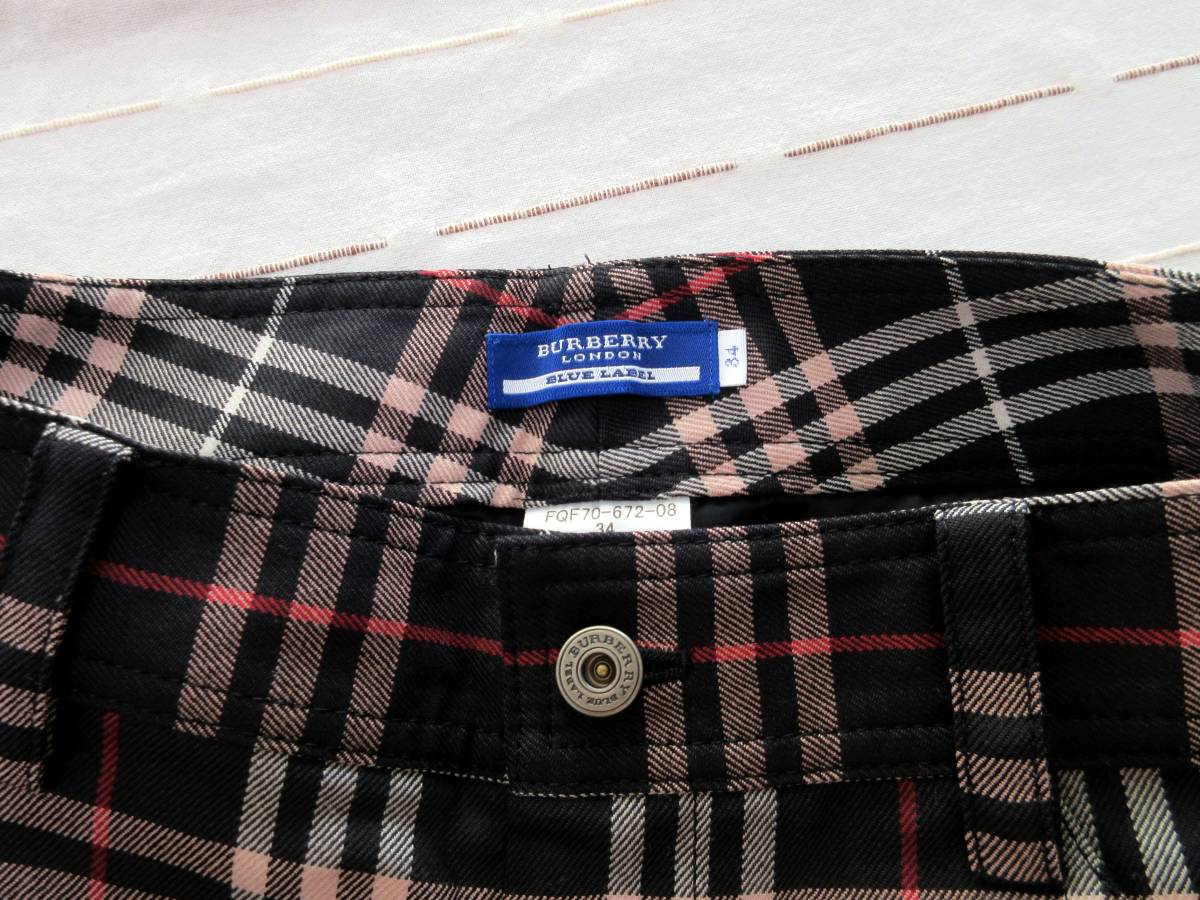 BURBERRY
LONDON
BLUE LABEL
34
FQF70-672-08
34
BURBERRY
BLUE LABEL